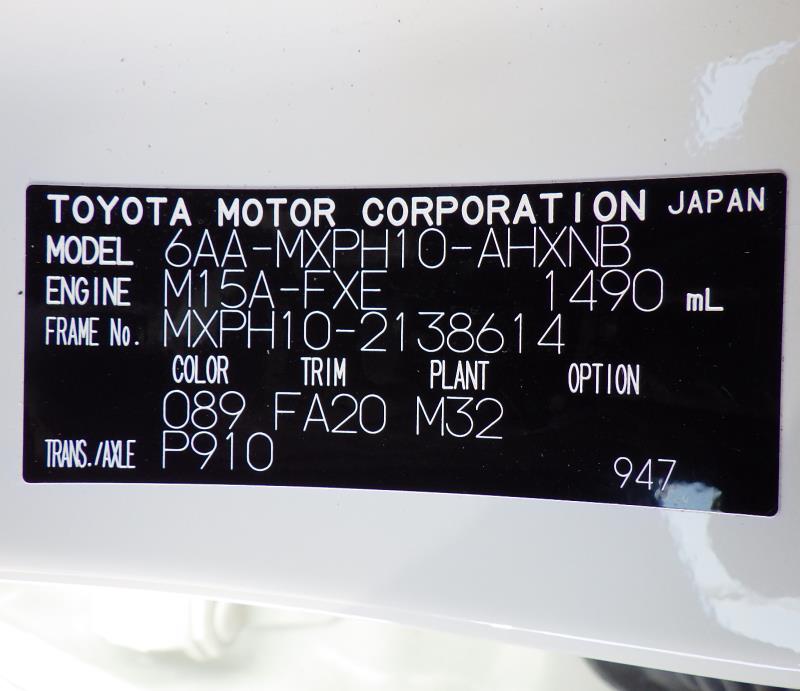 TOYOTA MOTOR CORPORATION JAPAN
MODEL 6AA-MXPH10-AHXNB
ENGINE M15A-FXE 1490 mL
FRAME No. MXPH10-2138614
COLOR TRIM PLANT OPTION
089 FA20 M32
TRANS./AXLE P910
947